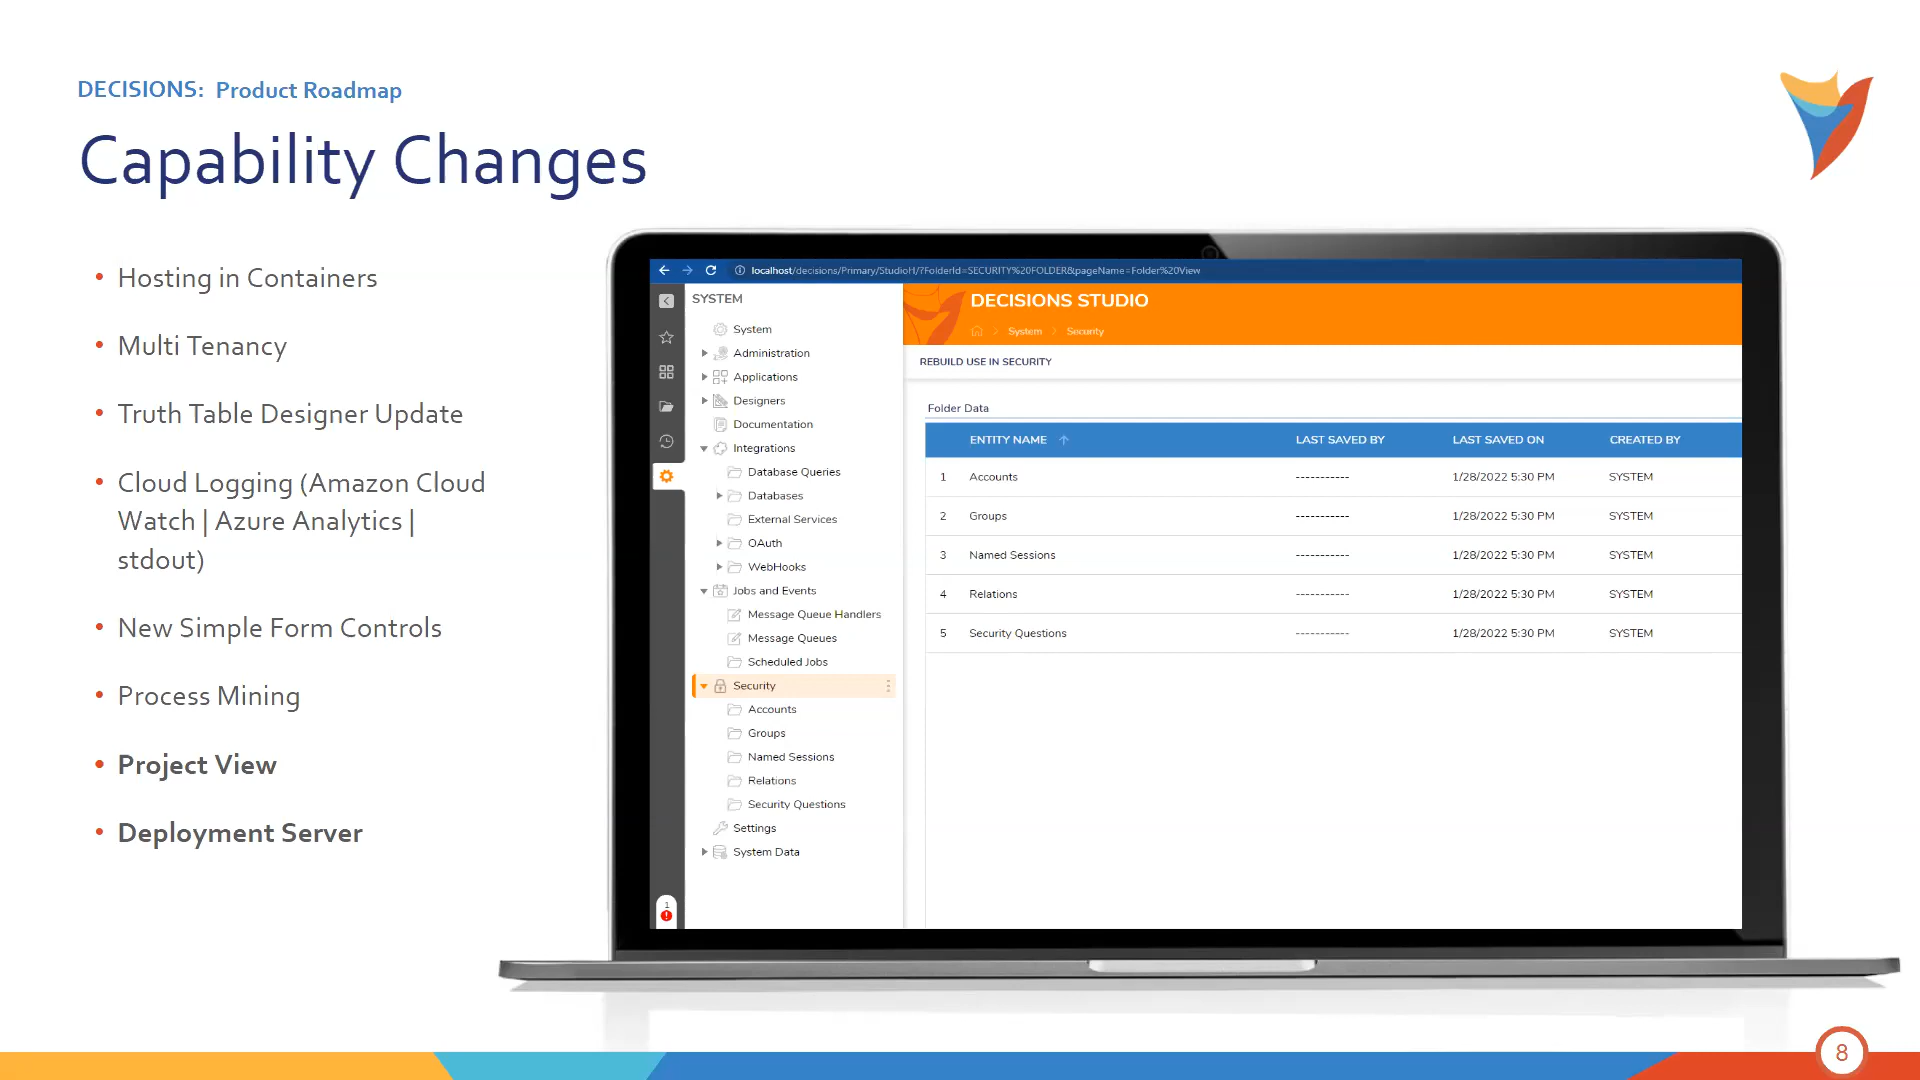 DECISIONS: Product Roadmap
Capability Changes
• Hosting in Containers
• Multi Tenancy
• Truth Table Designer Update
• Cloud Logging (Amazon Cloud
Watch | Azure Analytics |
stdout)
• New Simple Form Controls
• Process Mining
• Project View
• Deployment Server
localhost/decisions/Primary/StudioH/?FolderId=SECURITY%20FOLDER&pageName=Folder%20View
SYSTEM
System
Administration
Applications
Designers
Documentation
Integrations
Database Queries
Databases
External Services
OAuth
WebHooks
Jobs and Events
Message Queue Handlers
Message Queues
Scheduled Jobs
Security
Accounts
Groups
Named Sessions
Relations
Security Questions
Settings
System Data
1
DECISIONS STUDIO
System > Security
REBUILD USE IN SECURITY
Folder Data
ENTITY NAME LAST SAVED BY LAST SAVED ON CREATED BY
1 Accounts ----------- 1/28/2022 5:30 PM SYSTEM
2 Groups ----------- 1/28/2022 5:30 PM SYSTEM
3 Named Sessions ----------- 1/28/2022 5:30 PM SYSTEM
4 Relations ----------- 1/28/2022 5:30 PM SYSTEM
5 Security Questions ----------- 1/28/2022 5:30 PM SYSTEM
8